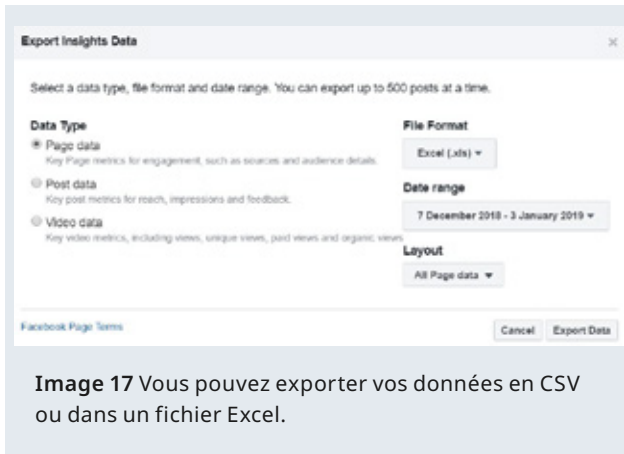 Export Insights Data
Select a data type, file format and date range. You can export up to 500 posts at a time.
Data Type
Page data
Key Page metrics for engagement, such as sources and audience details.
Post data
Key post metrics for reach, impressions and feedback.
Video data
Key video metrics, including views, unique views, paid views and organic views
File Format
Excel (.xls)
Date range
7 December 2018 - 3 January 2019
Layout
All Page data
Facebook Page Terms
Cancel
Export Data
Image 17 Vous pouvez exporter vos données en CSV
ou dans un fichier Excel.